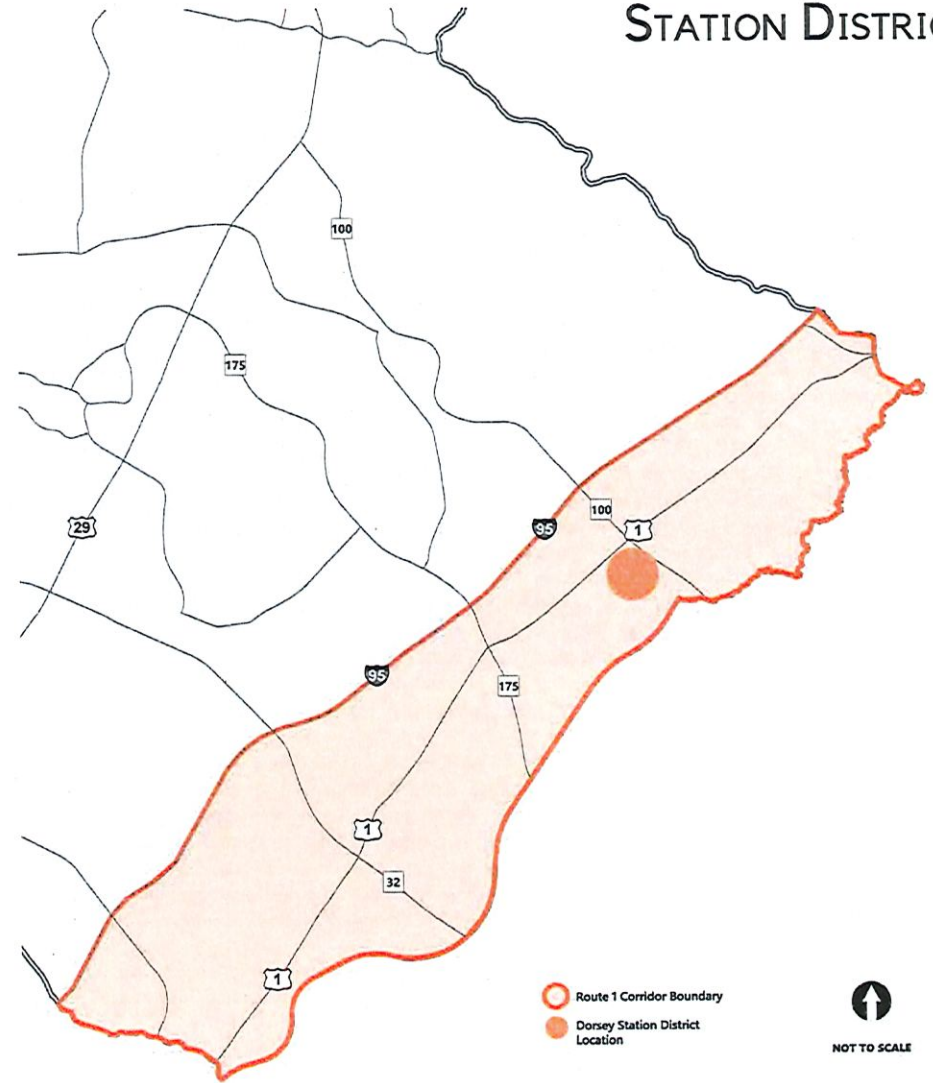 STATION DISTRI
100
175
100
1
29
95
95
175
1
32
1
Route 1 Corridor Boundary
Dorsey Station District
Location
NOT TO SCALE